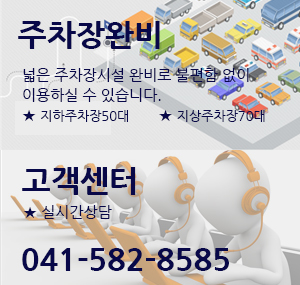 주차장완비
넓은 주차장시설 완비로 불편함 없이
이용하실 수 있습니다.
★ 지하주차장50대 ★ 지상주차장70대
고객센터
★ 실시간상담
041-582-8585